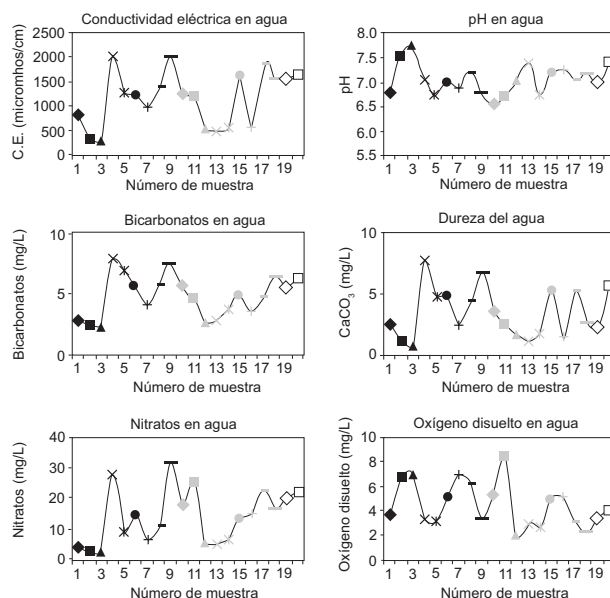 Conductividad eléctrica en agua
C.E. (micromhos/cm)
2500
2000
1500
1000
500
0
1 3 5 7 9 11 13 15 17 19
Número de muestra
pH en agua
pH
8.0
7.5
7.0
6.5
6.0
5.5
1 3 5 7 9 11 13 15 17 19
Número de muestra
Bicarbonatos en agua
Bicarbonatos (mg/L)
10
5
0
1 3 5 7 9 11 13 15 17 19
Número de muestra
Dureza del agua
CaCO3 (mg/L)
10
5
0
1 3 5 7 9 11 13 15 17 19
Número de muestra
Nitratos en agua
Nitratos (mg/L)
40
30
20
10
0
1 3 5 7 9 11 13 15 17 19
Número de muestra
Oxígeno disuelto en agua
Oxígeno disuelto (mg/L)
10
8
6
4
2
0
1 3 5 7 9 11 13 15 17 19
Número de muestra